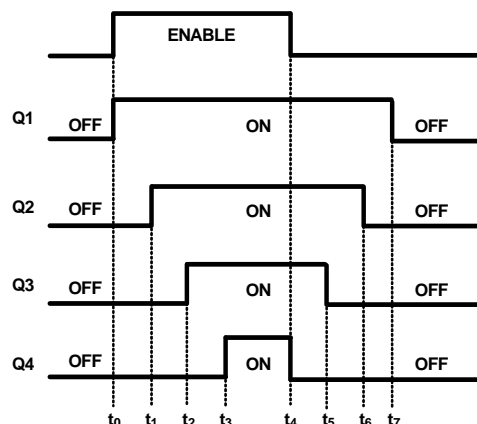 ENABLE
Q1 OFF ON OFF
Q2 OFF ON OFF
Q3 OFF ON OFF
Q4 OFF ON OFF
t0 t1 t2 t3 t4 t5 t6 t7